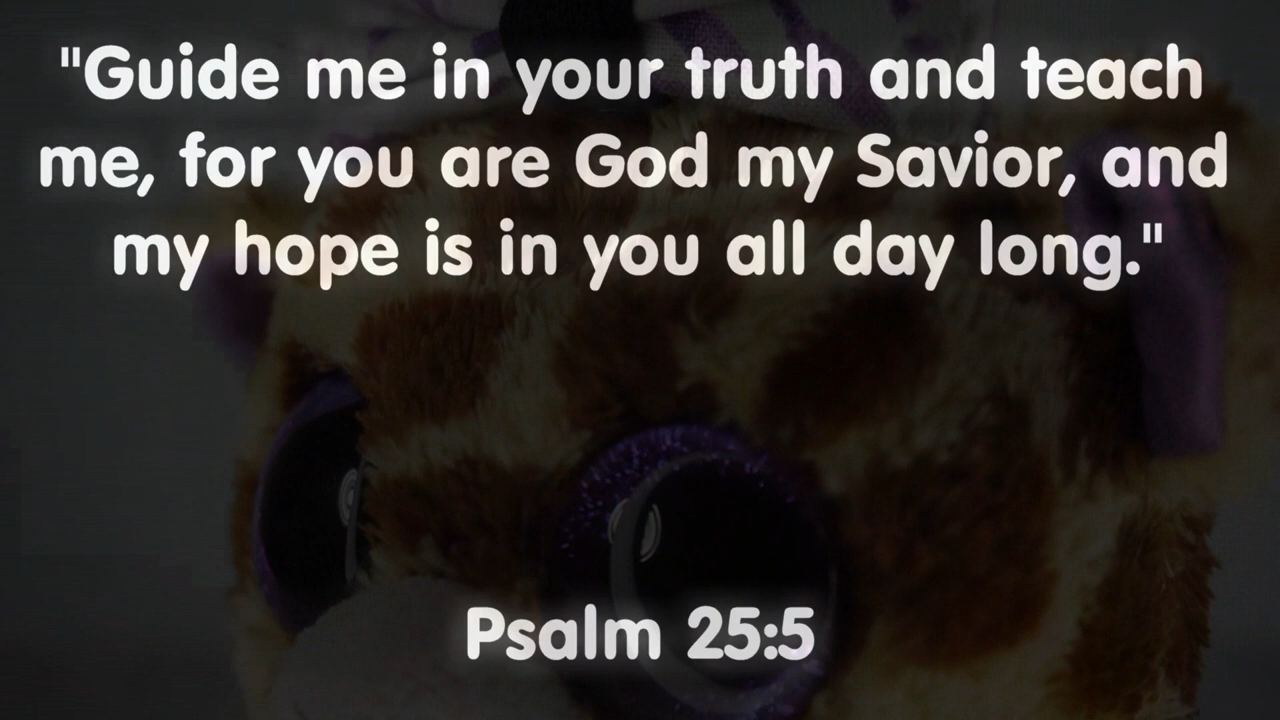 "Guide me in your truth and teach
me, for you are God my Savior, and
my hope is in you all day long."
Psalm 25:5